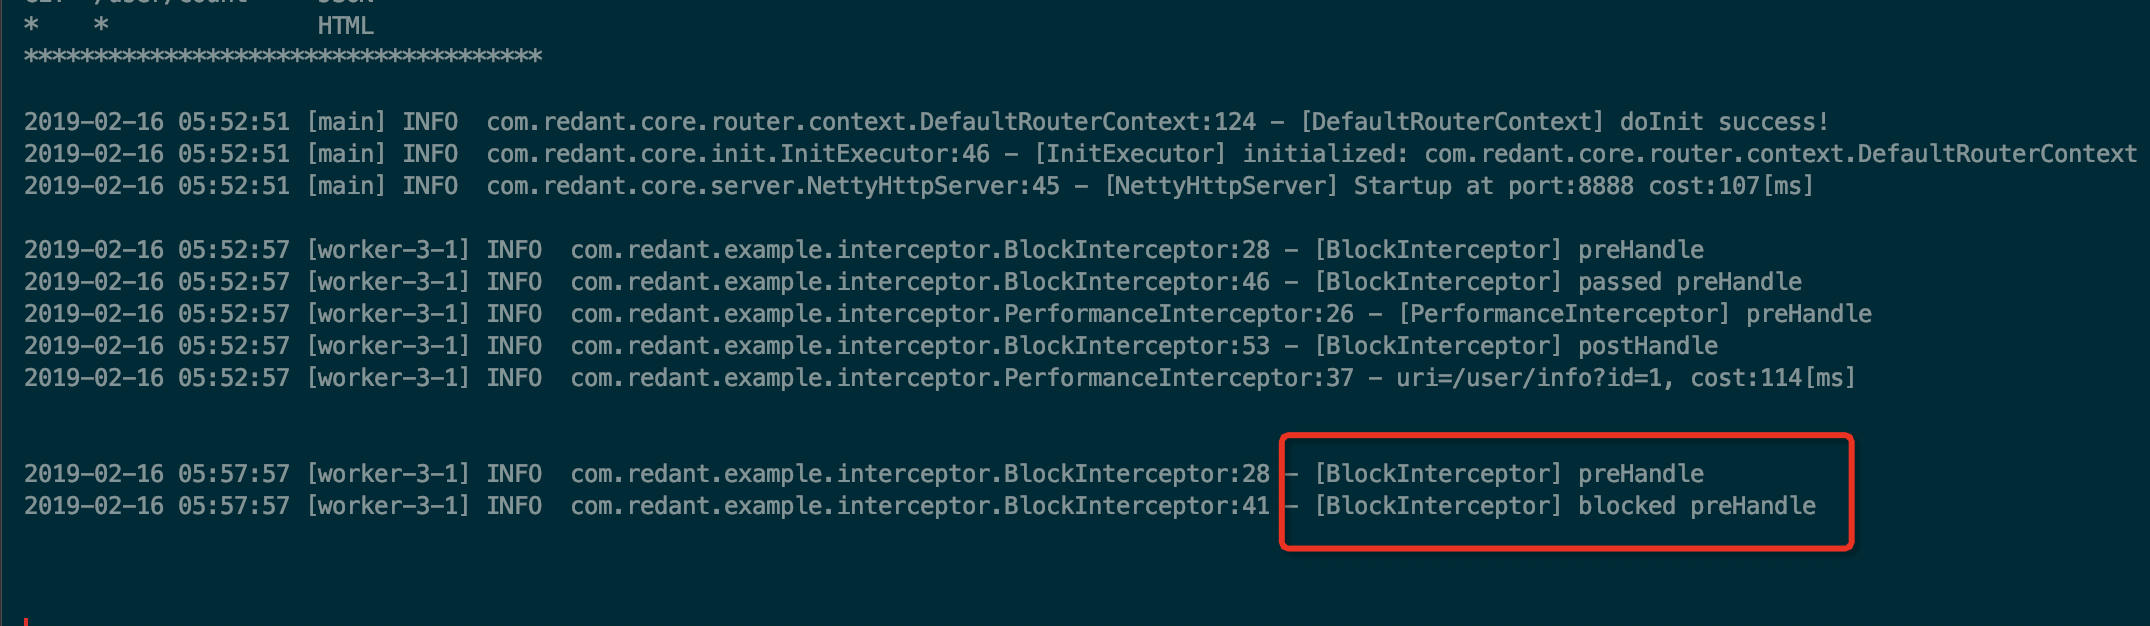 * * HTML
*************************************
2019-02-16 05:52:51 [main] INFO com.redant.core.router.context.DefaultRouterContext:124 - [DefaultRouterContext] doInit success!
2019-02-16 05:52:51 [main] INFO com.redant.core.init.InitExecutor:46 - [InitExecutor] initialized: com.redant.core.router.context.DefaultRouterContext
2019-02-16 05:52:51 [main] INFO com.redant.core.server.NettyHttpServer:45 - [NettyHttpServer] Startup at port:8888 cost:107[ms]
2019-02-16 05:52:57 [worker-3-1] INFO com.redant.example.interceptor.BlockInterceptor:28 - [BlockInterceptor] preHandle
2019-02-16 05:52:57 [worker-3-1] INFO com.redant.example.interceptor.BlockInterceptor:46 - [BlockInterceptor] passed preHandle
2019-02-16 05:52:57 [worker-3-1] INFO com.redant.example.interceptor.PerformanceInterceptor:26 - [PerformanceInterceptor] preHandle
2019-02-16 05:52:57 [worker-3-1] INFO com.redant.example.interceptor.BlockInterceptor:53 - [BlockInterceptor] postHandle
2019-02-16 05:52:57 [worker-3-1] INFO com.redant.example.interceptor.PerformanceInterceptor:37 - uri=/user/info?id=1, cost:114[ms]
2019-02-16 05:57:57 [worker-3-1] INFO com.redant.example.interceptor.BlockInterceptor:28 - [BlockInterceptor] preHandle
2019-02-16 05:57:57 [worker-3-1] INFO com.redant.example.interceptor.BlockInterceptor:41 - [BlockInterceptor] blocked preHandle